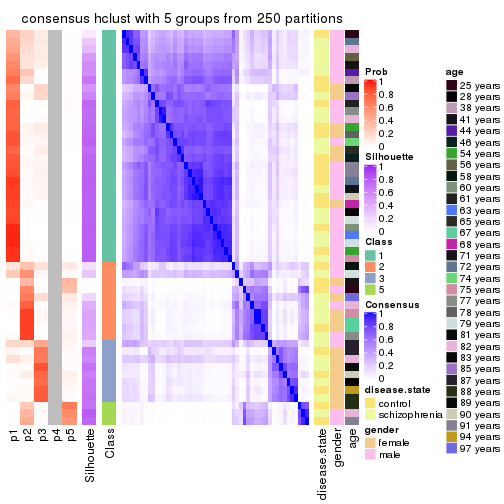 consensus hclust with 5 groups from 250 partitions
p1
p2
p3
p4
p5
Silhouette
Class
disease.state
gender
age
Prob
0.8
0.6
0.4
0.2
0
Silhouette
1
0.8
0.6
0.4
0.2
0
Class
1
2
3
5
Consensus
1
0.8
0.6
0.4
0.2
0
disease.state
control
schizophrenia
gender
female
male
age
25 years
28 years
38 years
41 years
44 years
46 years
54 years
56 years
58 years
60 years
61 years
63 years
65 years
67 years
68 years
71 years
72 years
74 years
75 years
77 years
78 years
79 years
81 years
82 years
83 years
85 years
87 years
88 years
89 years
90 years
91 years
94 years
97 years